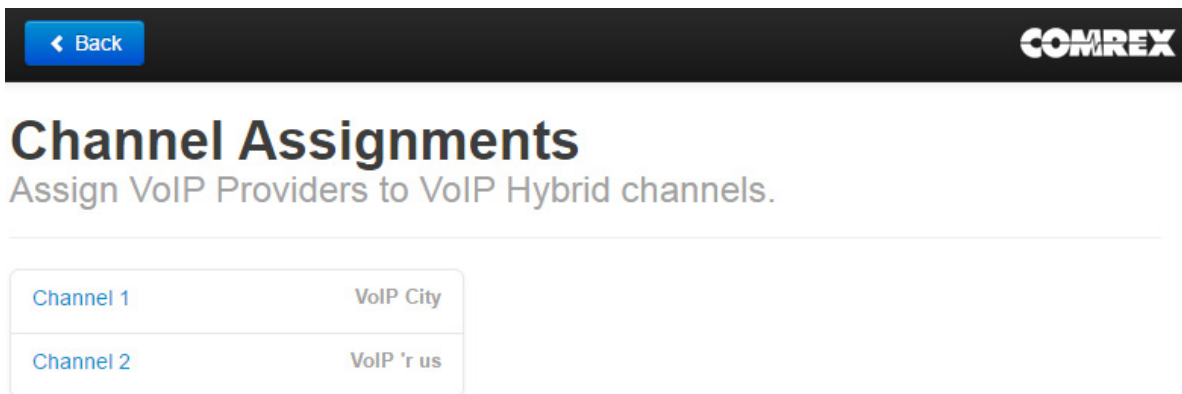 Back
COMREX
Channel Assignments
Assign VoIP Providers to VoIP Hybrid channels.
Channel 1 VoIP City
Channel 2 VoIP 'r us